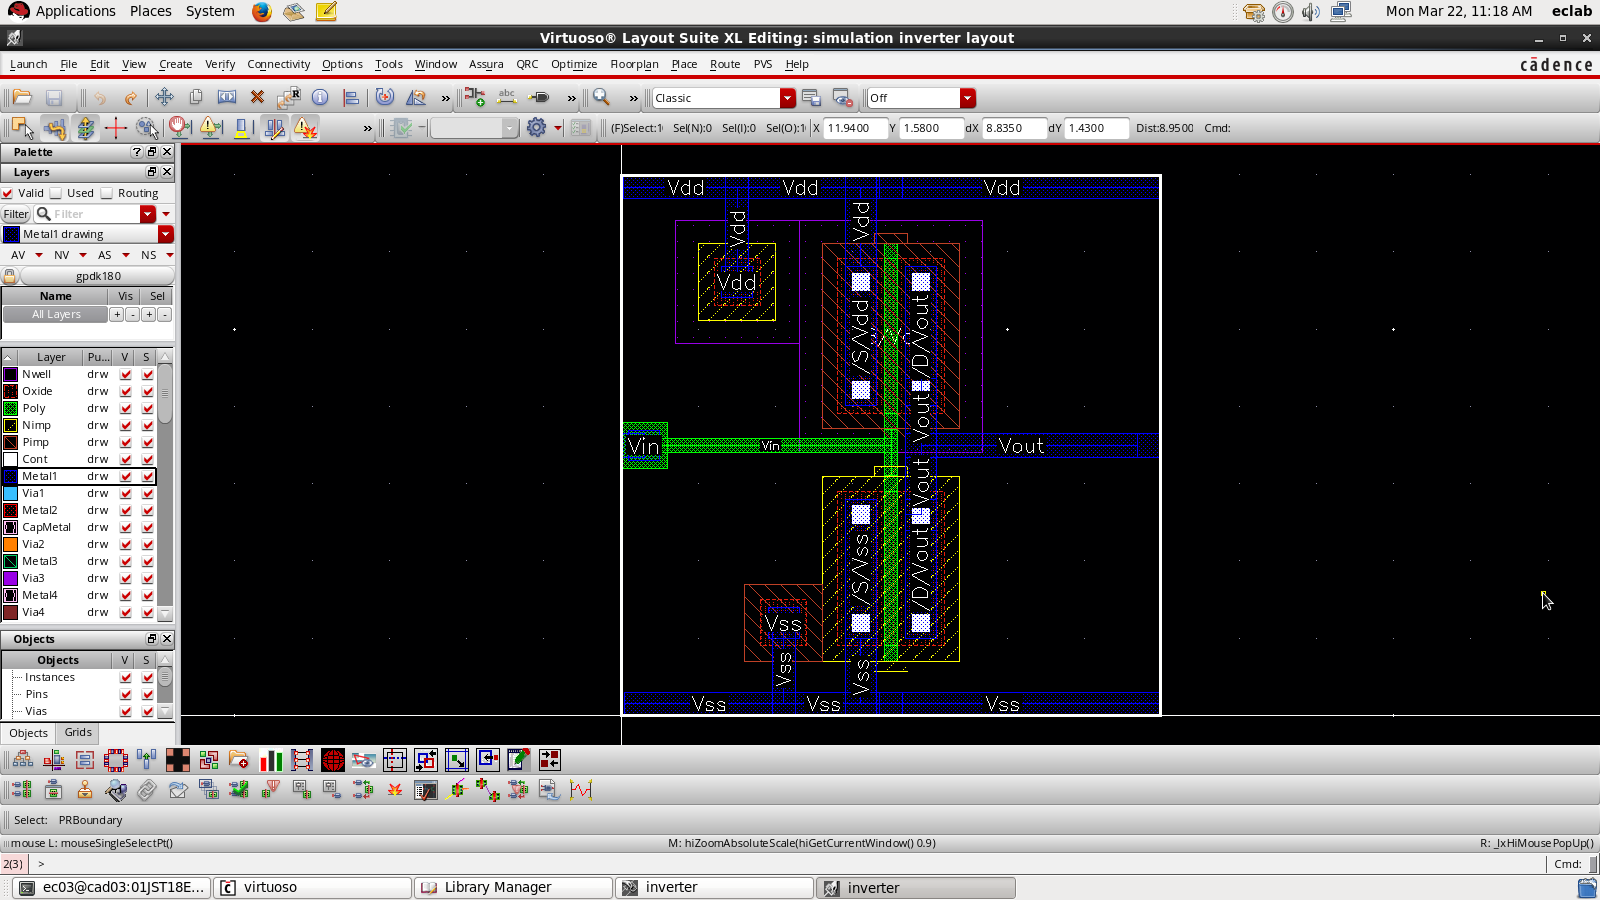 Applications Places System Mon Mar 22, 11:18 AM eclab
Virtuoso® Layout Suite XL Editing: simulation inverter layout
Launch File Edit View Create Verify Connectivity Options Tools Window Assura QRC Optimize Floorplan Place Route PVS Help cādence
abc » » » Classic Off
» (F)Select:1 Sel(N):0 Sel(I):0 Sel(O):1 X 11.9400 Y 1.5800 dX 8.8350 dY 1.4300 Dist:8.9500 Cmd:
Palette
Layers
Valid Used Routing
Filter Filter
Metal1 drawing
AV NV AS NS
gpdk180
Name Vis Sel
All Layers + - + -
Layer Pu... V S
Nwell drw
Oxide drw
Poly drw
Nimp drw
Pimp drw
Cont drw
Metal1 drw
Via1 drw
Metal2 drw
CapMetal drw
Via2 drw
Metal3 drw
Via3 drw
Metal4 drw
Via4 drw
Objects
Objects V S
Instances
Pins
Vias
Objects Grids
Vdd Vdd Vdd
Vdd Vdd
Vdd
/S/Vdd /D/Vout
Vout
Vin Vin Vout
Vout
/S/Vss /D/Vout
Vss
Vss Vss
Vss Vss Vss
Select: PRBoundary
mouse L: mouseSingleSelectPt() M: hiZoomAbsoluteScale(hiGetCurrentWindow() 0.9) R: _lxHiMousePopUp()
2(3) > Cmd:
ec03@cad03:01JST18E... virtuoso Library Manager inverter inverter